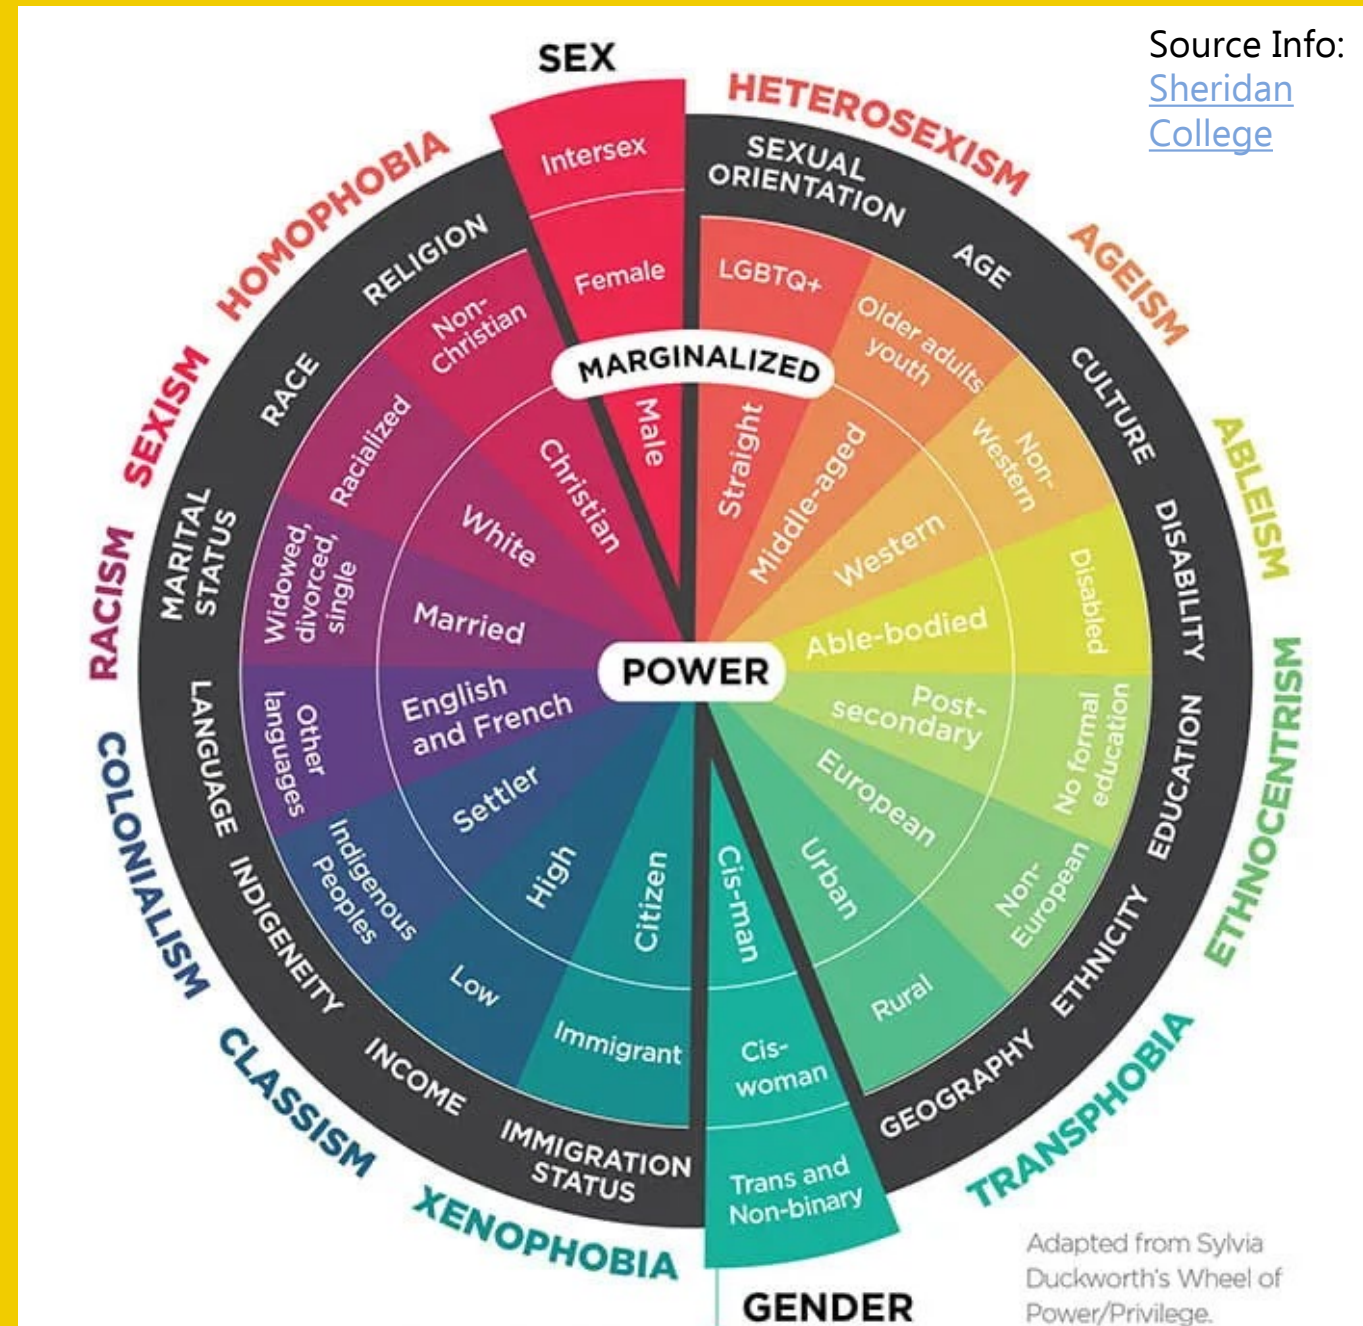 Source Info:
Sheridan
College
SEX
HETEROSEXISM
AGEISM
ABLEISM
ETHNOCENTRISM
TRANSPHOBIA
XENOPHOBIA
CLASSISM
COLONIALISM
RACISM
SEXISM
HOMOPHOBIA
Intersex
Female
Male
SEXUAL
ORIENTATION
LGBTQ+
Straight
AGE
Older adults
youth
Middle-aged
CULTURE
Non-
Western
Western
DISABILITY
Disabled
Able-bodied
EDUCATION
No formal
education
Post-
secondary
ETHNICITY
Non-
European
European
GEOGRAPHY
Rural
Urban
Cis-man
Cis-
woman
Trans and
Non-binary
GENDER
IMMIGRATION
STATUS
Immigrant
Citizen
INCOME
Low
High
INDIGENEITY
Indigenous
Peoples
Settler
LANGUAGE
Other
languages
English
and French
MARITAL
STATUS
Widowed,
divorced,
single
Married
RACE
Racialized
White
RELIGION
Non-
Christian
Christian
MARGINALIZED
POWER
Adapted from Sylvia
Duckworth's Wheel of
Power/Privilege.